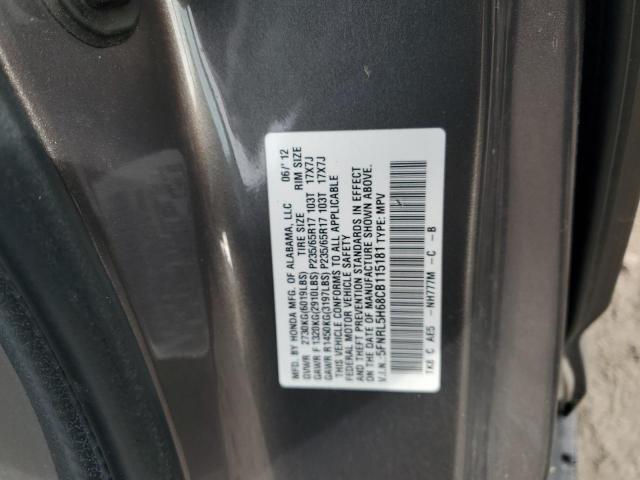 MFD. BY HONDA MFG. OF ALABAMA, LLC 06/'12
GVWR 2730KG(6019LBS) TIRE SIZE RIM SIZE
GAWR F 1320KG(2910LBS) P235/65R17 103T 17X7J
GAWR R 1450KG(3197LBS) P235/65R17 103T 17X7J
THIS VEHICLE CONFORMS TO ALL APPLICABLE
FEDERAL MOTOR VEHICLE SAFETY
AND THEFT PREVENTION STANDARDS IN EFFECT
ON THE DATE OF MANUFACTURE SHOWN ABOVE.
V.I.N.: 5FNRL5H68CB115181 TYPE: MPV
TK8 C AE5 - NH777M - C - B